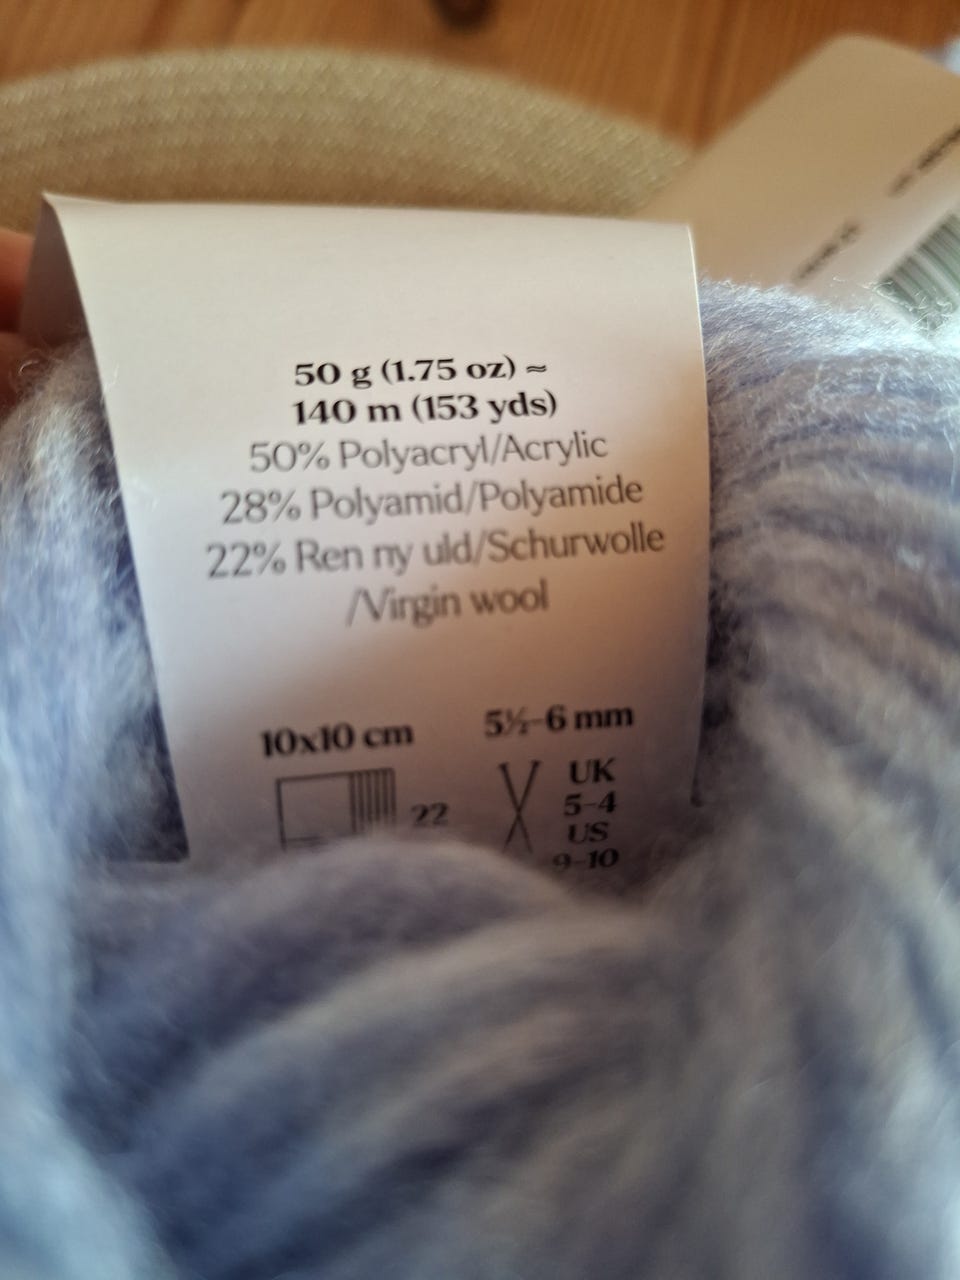 50 g (1.75 oz) ≈
140 m (153 yds)
50% Polyacryl/Acrylic
28% Polyamid/Polyamide
22% Ren ny uld/Schurwolle
/Virgin wool
10x10 cm
5½-6 mm
22
UK
5-4
US
9-10